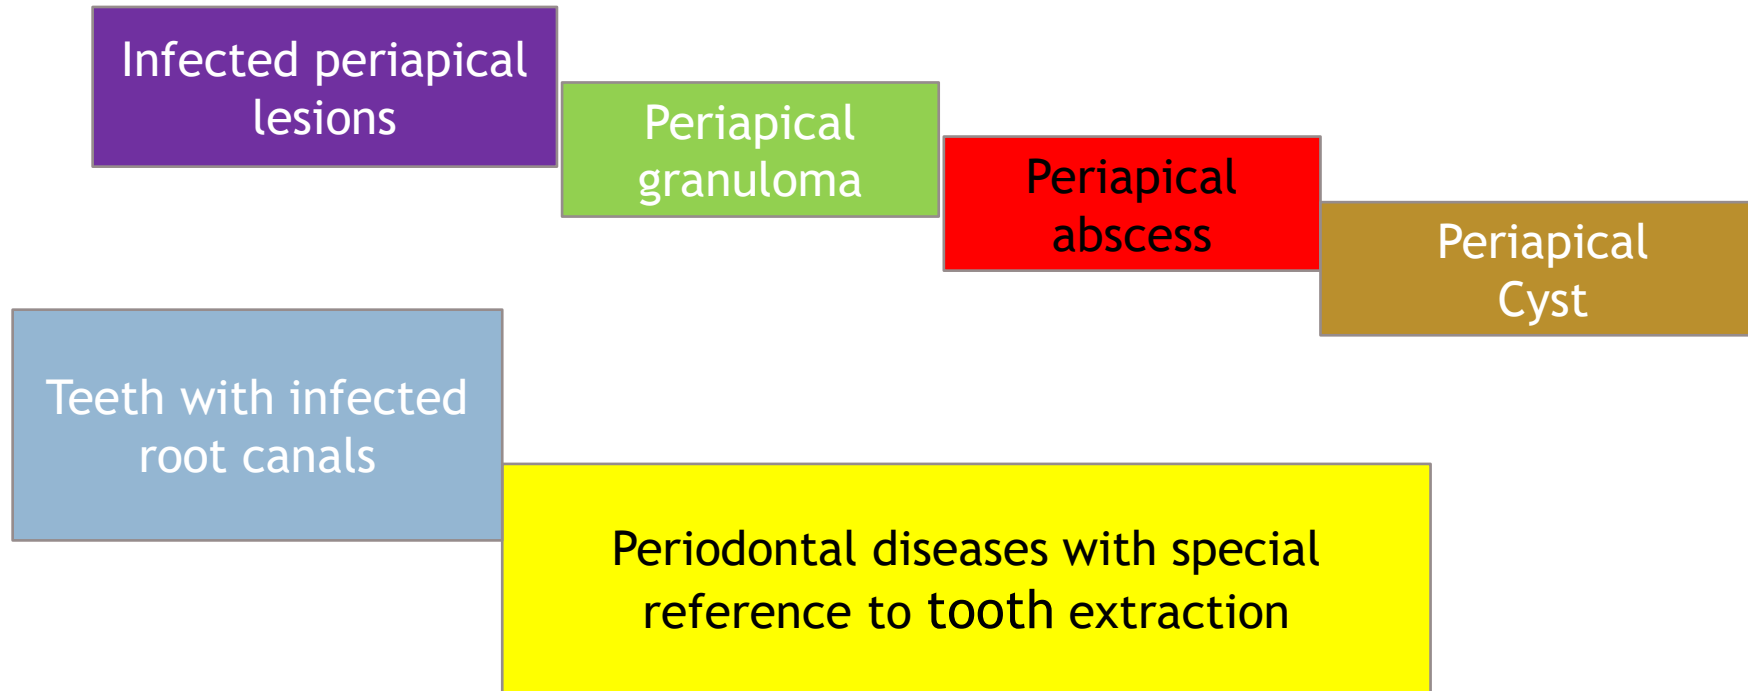 Infected periapical
lesions
Periapical
granuloma
Periapical
abscess
Periapical
Cyst
Teeth with infected
root canals
Periodontal diseases with special
reference to tooth extraction